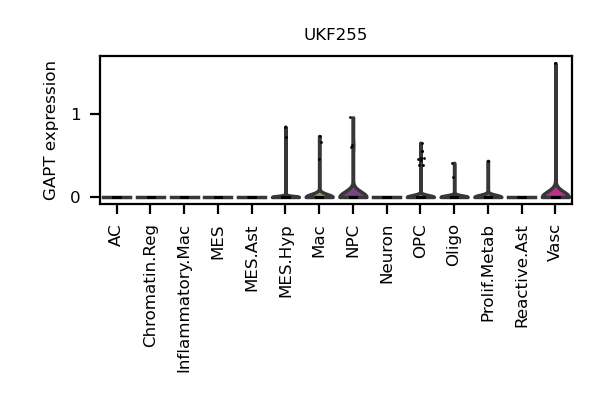 UKF255
GAPT expression
1
0
AC
Chromatin.Reg
Inflammatory.Mac
MES
MES.Ast
MES.Hyp
Mac
NPC
Neuron
OPC
Oligo
Prolif.Metab
Reactive.Ast
Vasc